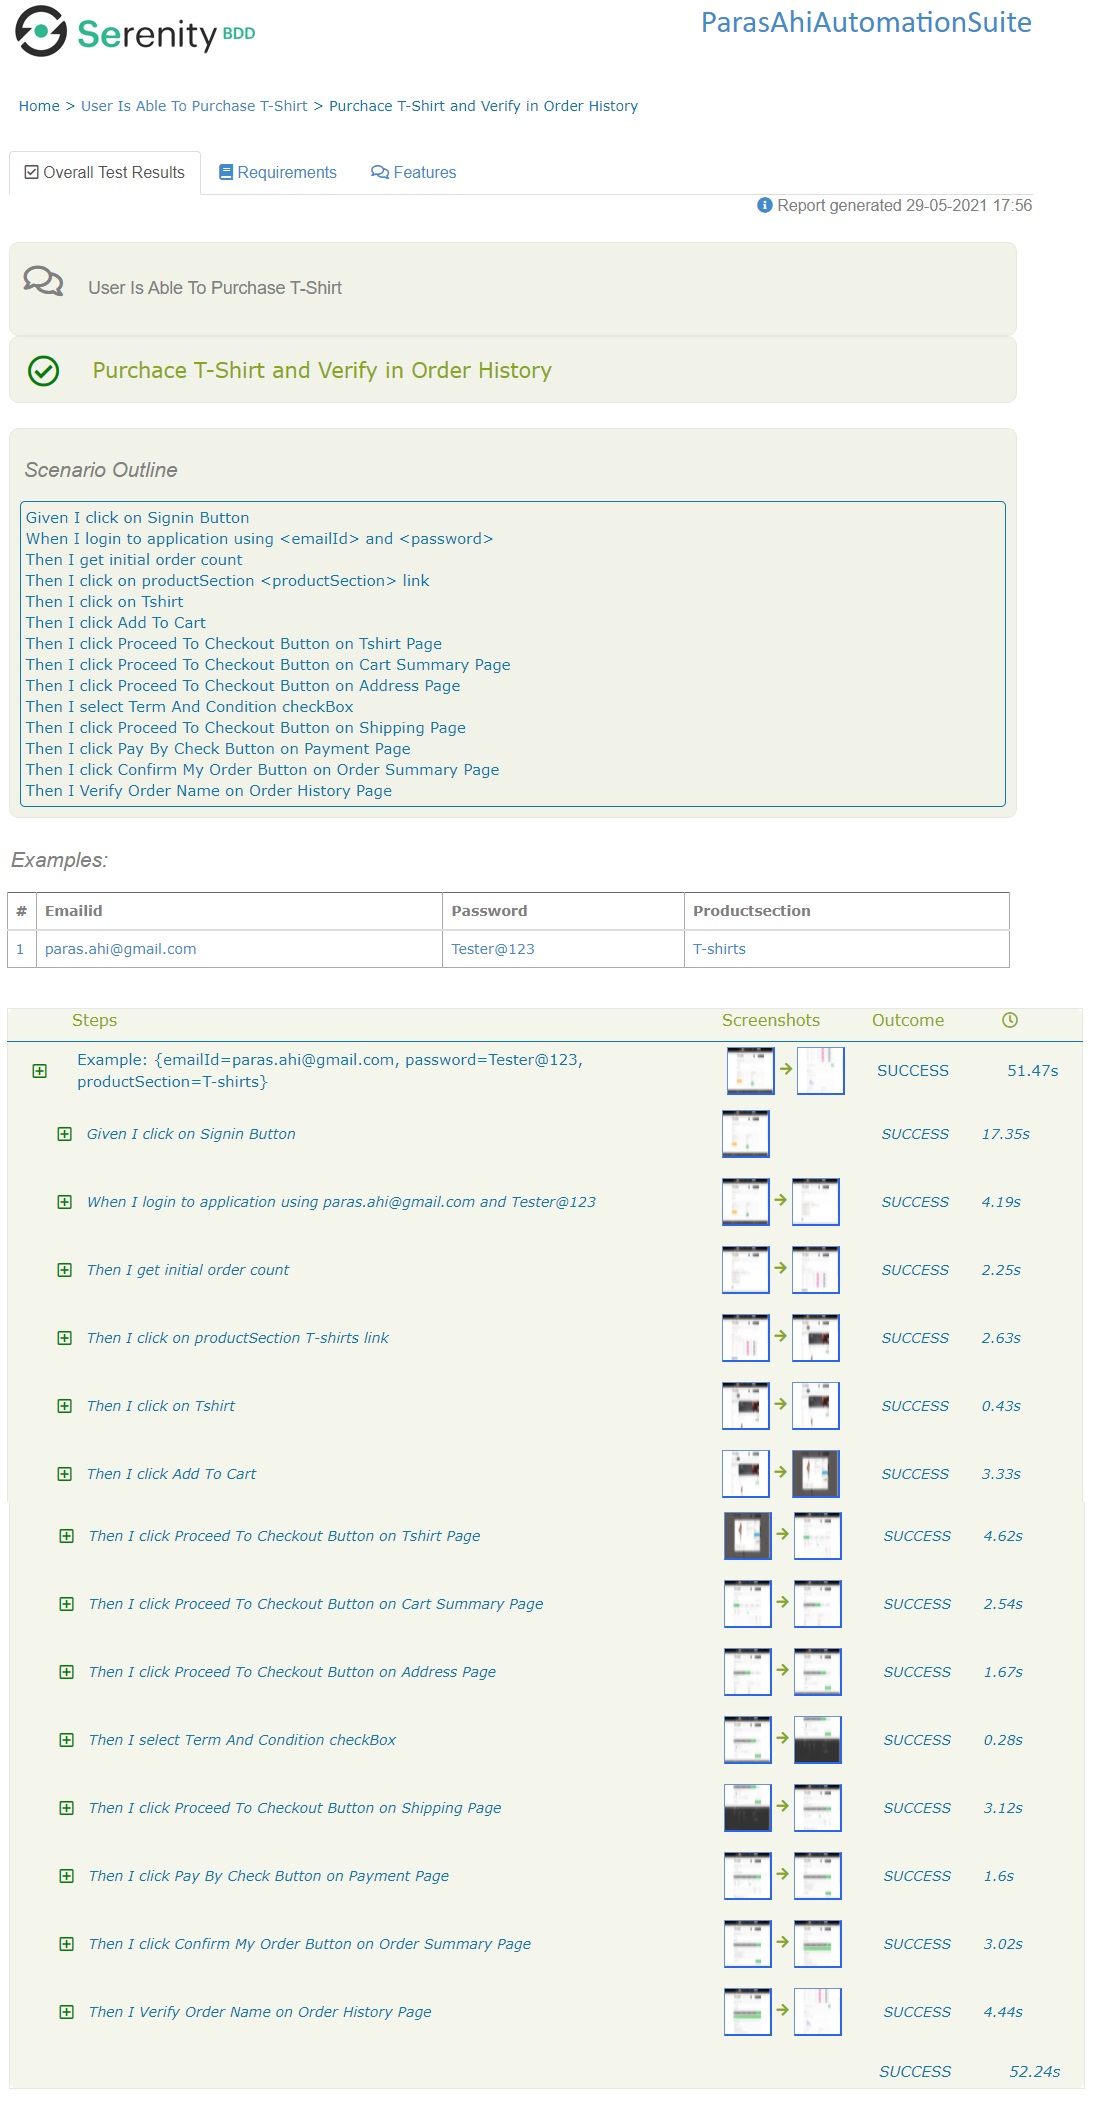 Serenity BDD
ParasAhiAutomationSuite
Home > User Is Able To Purchase T-Shirt > Purchace T-Shirt and Verify in Order History
Overall Test Results Requirements Features
Report generated 29-05-2021 17:56
User Is Able To Purchase T-Shirt
Purchace T-Shirt and Verify in Order History
Scenario Outline
Given I click on Signin Button
When I login to application using <emailId> and <password>
Then I get initial order count
Then I click on productSection <productSection> link
Then I click on Tshirt
Then I click Add To Cart
Then I click Proceed To Checkout Button on Tshirt Page
Then I click Proceed To Checkout Button on Cart Summary Page
Then I click Proceed To Checkout Button on Address Page
Then I select Term And Condition checkBox
Then I click Proceed To Checkout Button on Shipping Page
Then I click Pay By Check Button on Payment Page
Then I click Confirm My Order Button on Order Summary Page
Then I Verify Order Name on Order History Page
Examples:
# Emailid Password Productsection
1 paras.ahi@gmail.com Tester@123 T-shirts
Steps Screenshots Outcome
Example: {emailId=paras.ahi@gmail.com, password=Tester@123,
productSection=T-shirts} SUCCESS 51.47s
Given I click on Signin Button SUCCESS 17.35s
When I login to application using paras.ahi@gmail.com and Tester@123 SUCCESS 4.19s
Then I get initial order count SUCCESS 2.25s
Then I click on productSection T-shirts link SUCCESS 2.63s
Then I click on Tshirt SUCCESS 0.43s
Then I click Add To Cart SUCCESS 3.33s
Then I click Proceed To Checkout Button on Tshirt Page SUCCESS 4.62s
Then I click Proceed To Checkout Button on Cart Summary Page SUCCESS 2.54s
Then I click Proceed To Checkout Button on Address Page SUCCESS 1.67s
Then I select Term And Condition checkBox SUCCESS 0.28s
Then I click Proceed To Checkout Button on Shipping Page SUCCESS 3.12s
Then I click Pay By Check Button on Payment Page SUCCESS 1.6s
Then I click Confirm My Order Button on Order Summary Page SUCCESS 3.02s
Then I Verify Order Name on Order History Page SUCCESS 4.44s
SUCCESS 52.24s